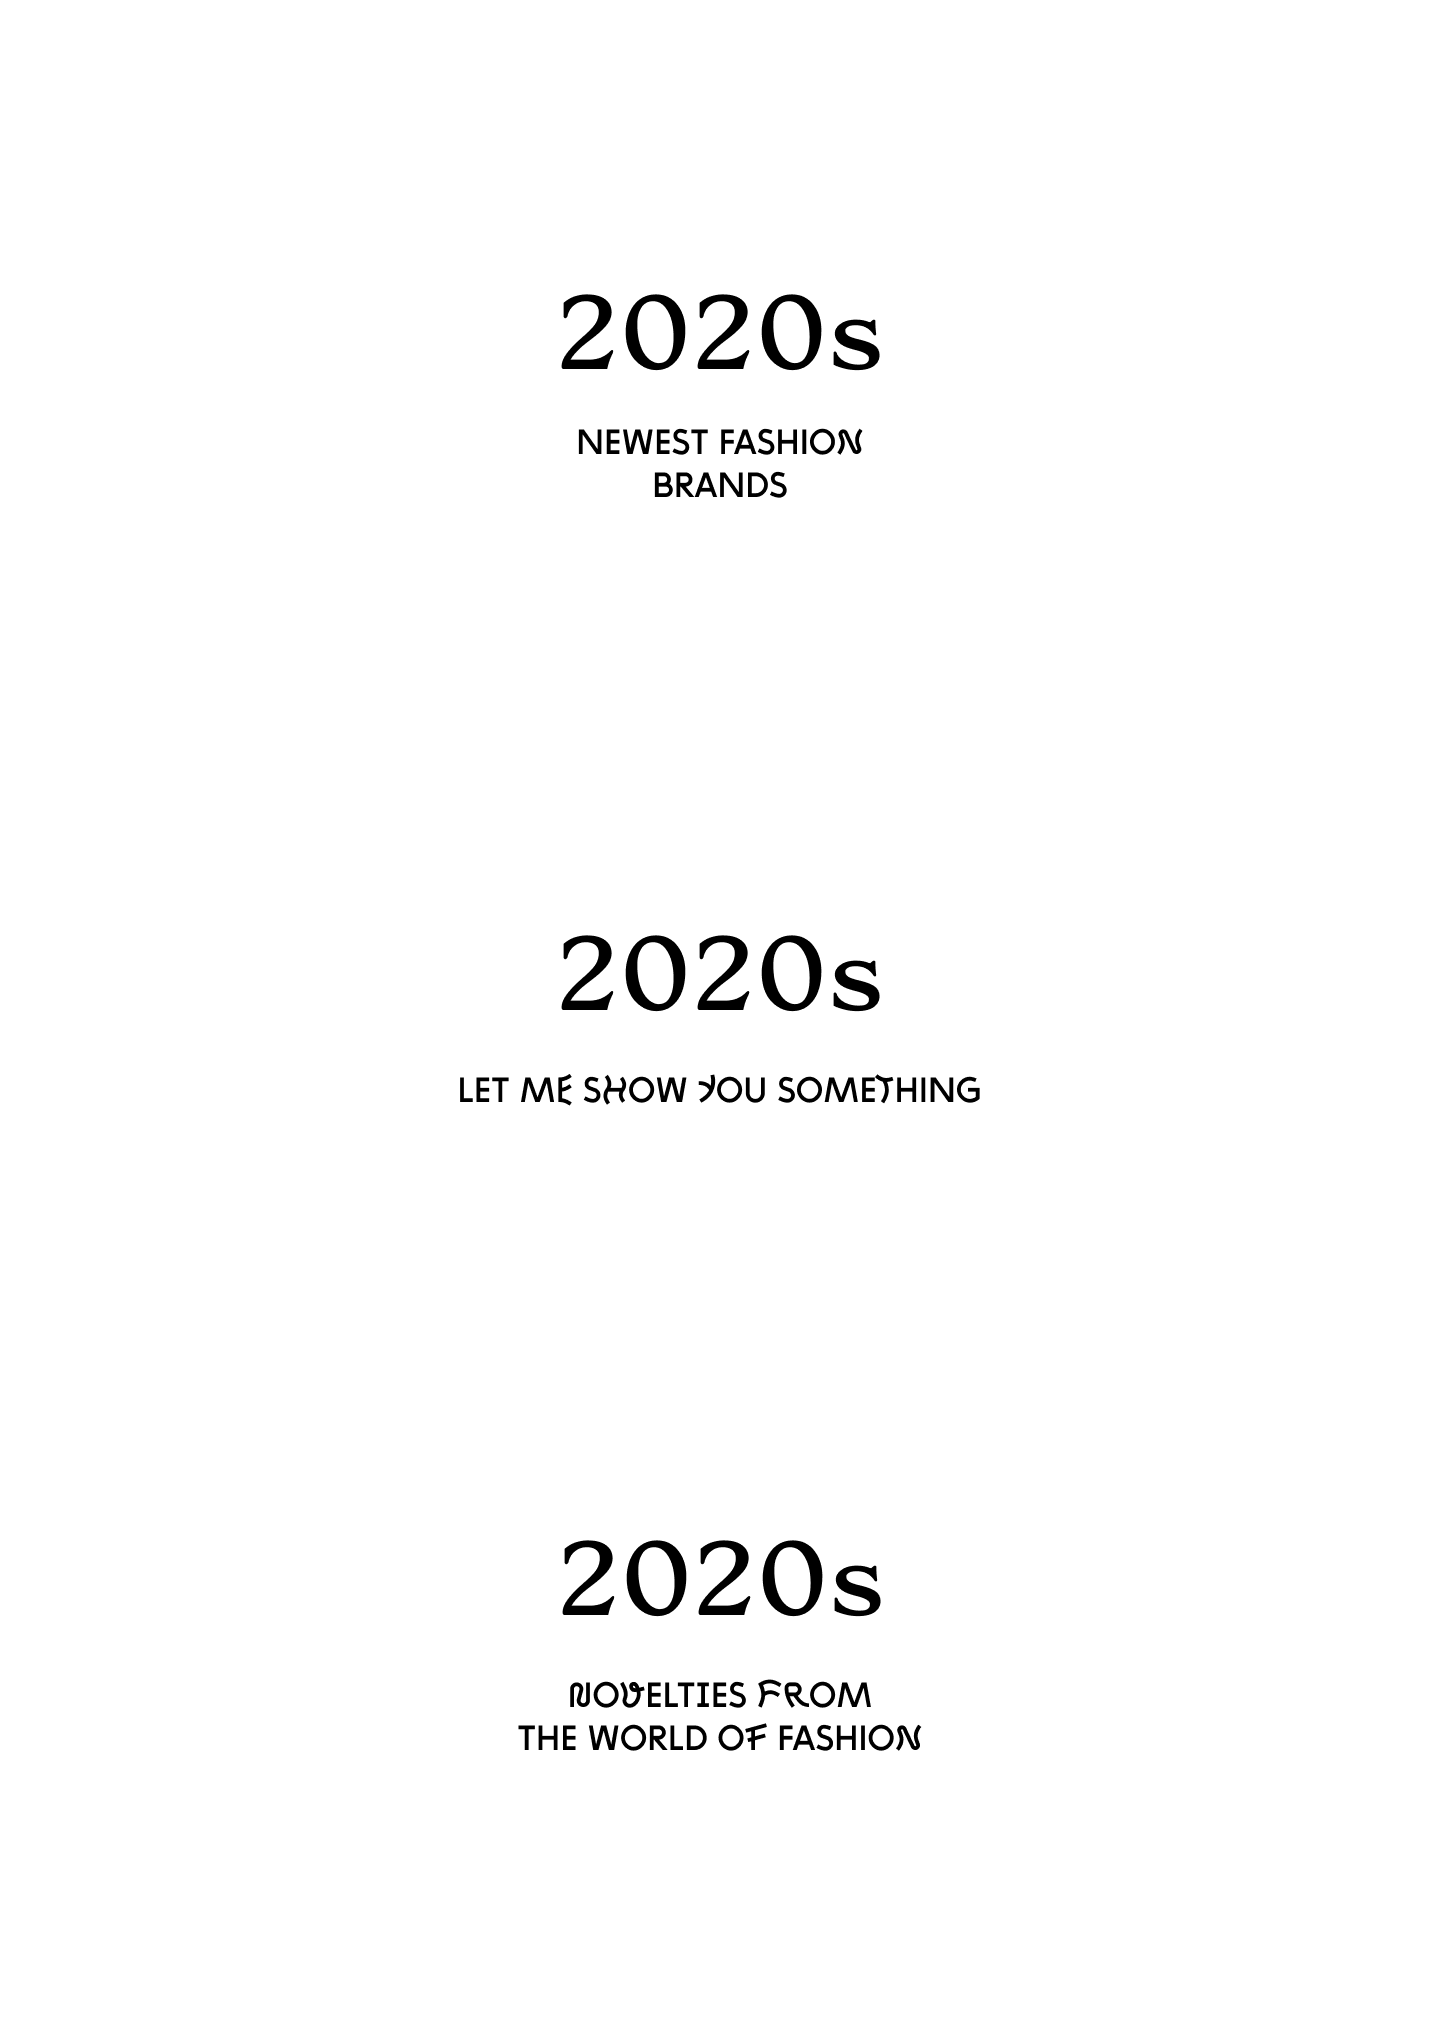 2020s
NEWEST FASHION
BRANDS
2020s
LET ME SHOW YOU SOMETHING
2020s
NOVELTIES FROM
THE WORLD OF FASHION